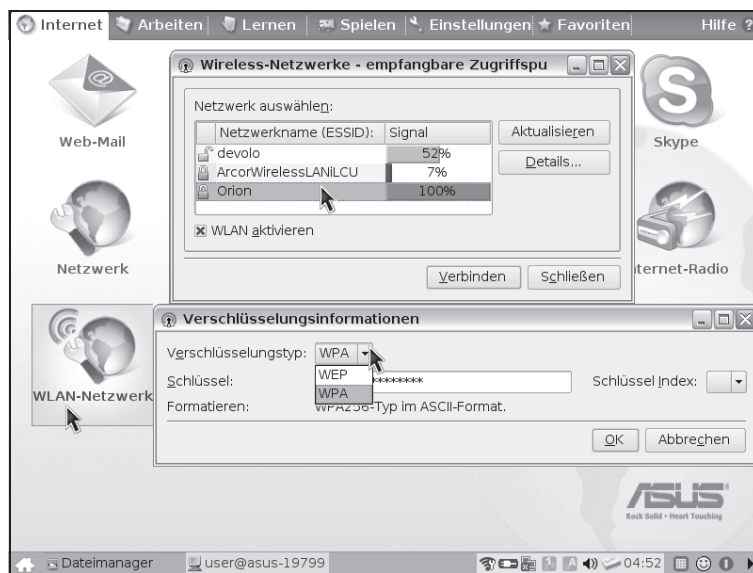 Internet Arbeiten Lernen Spielen Einstellungen Favoriten Hilfe ?
Wireless-Netzwerke - empfangbare Zugriffspu
Netzwerk auswählen:
Netzwerkname (ESSID): Signal
devolo 52%
ArcorWirelessLANiLCU 7%
Orion 100%
Aktualisieren
Details...
WLAN aktivieren
Verbinden Schließen
Web-Mail
Skype
Netzwerk
ternet-Radio
WLAN-Netzwerk
Verschlüsselungsinformationen
Verschlüsselungstyp: WPA
WEP
WPA
Schlüssel: **********
Schlüssel Index:
Formatieren: WPA256-Typ im ASCII-Format.
OK Abbrechen
ASUS
Rock Solid • Heart Touching
Dateimanager user@asus-19799 1 A 04:52